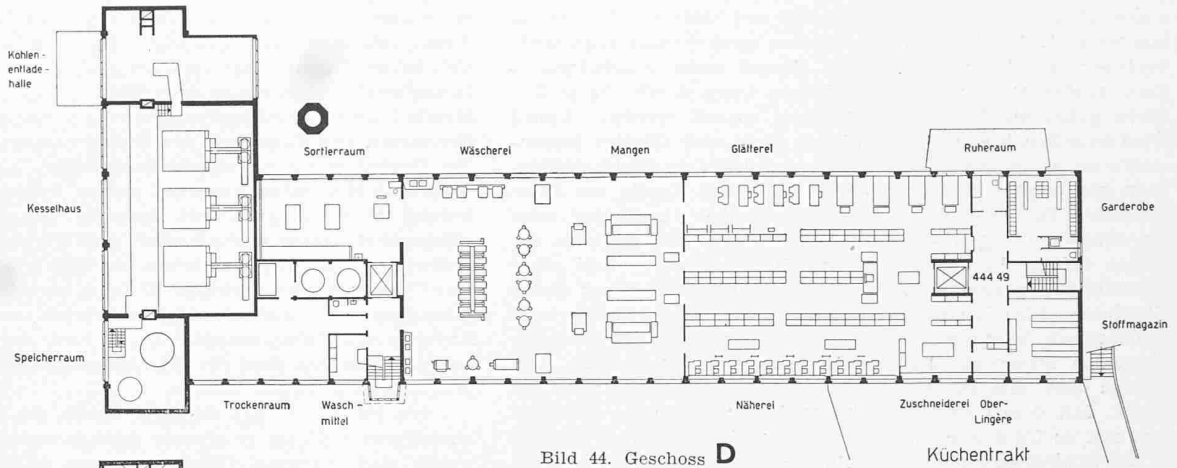 Kohlen -
entlade -
halle
Sortierraum
Wäscherei
Mangen
Glätterei
Ruheraum
Kesselhaus
Garderobe
444 49
Speicherraum
Stoffmagazin
Trockenraum
Wasch -
mittel
Näherei
Zuschneiderei
Ober -
Lingère
Bild 44. Geschoss D
Küchentrakt